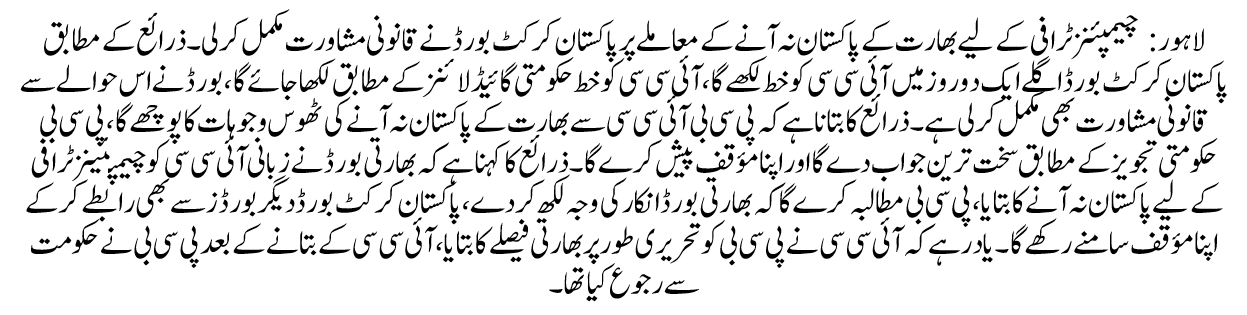 لاہور: چیمپئنز ٹرافی کے لیے بھارت کے پاکستان نہ آنے کے معاملے پر پاکستان کرکٹ بورڈ نے قانونی مشاورت مکمل کرلی۔ ذرائع کے مطابق
پاکستان کرکٹ بورڈ اگلے ایک دو روز میں آئی سی سی کو خط لکھے گا، آئی سی سی کو خط حکومتی گائیڈ لائنز کے مطابق لکھا جائے گا، بورڈ نے اس حوالے سے
قانونی مشاورت بھی مکمل کرلی ہے۔ ذرائع کا بتانا ہے کہ پی سی بی آئی سی سی سے بھارت کے پاکستان نہ آنے کی ٹھوس وجوہات کا پوچھے گا، پی سی بی
حکومتی تجویز کے مطابق سخت ترین جواب دے گا اور اپنا مؤقف پیش کرے گا۔ ذرائع کا کہنا ہے کہ بھارتی بورڈ نے زبانی آئی سی سی کو چیمپئینز ٹرافی
کے لیے پاکستان نہ آنے کا بتایا، پی سی بی مطالبہ کرے گا کہ بھارتی بورڈ انکار کی وجہ لکھ کر دے، پاکستان کرکٹ بورڈ دیگر بورڈز سے بھی رابطے کرکے
اپنا مؤقف سامنے رکھے گا۔ یاد رہے کہ آئی سی سی نے پی سی بی کو تحریری طور پر بھارتی فیصلے کا بتایا، آئی سی سی کے بتانے کے بعد پی سی بی نے حکومت
سے رجوع کیا تھا۔